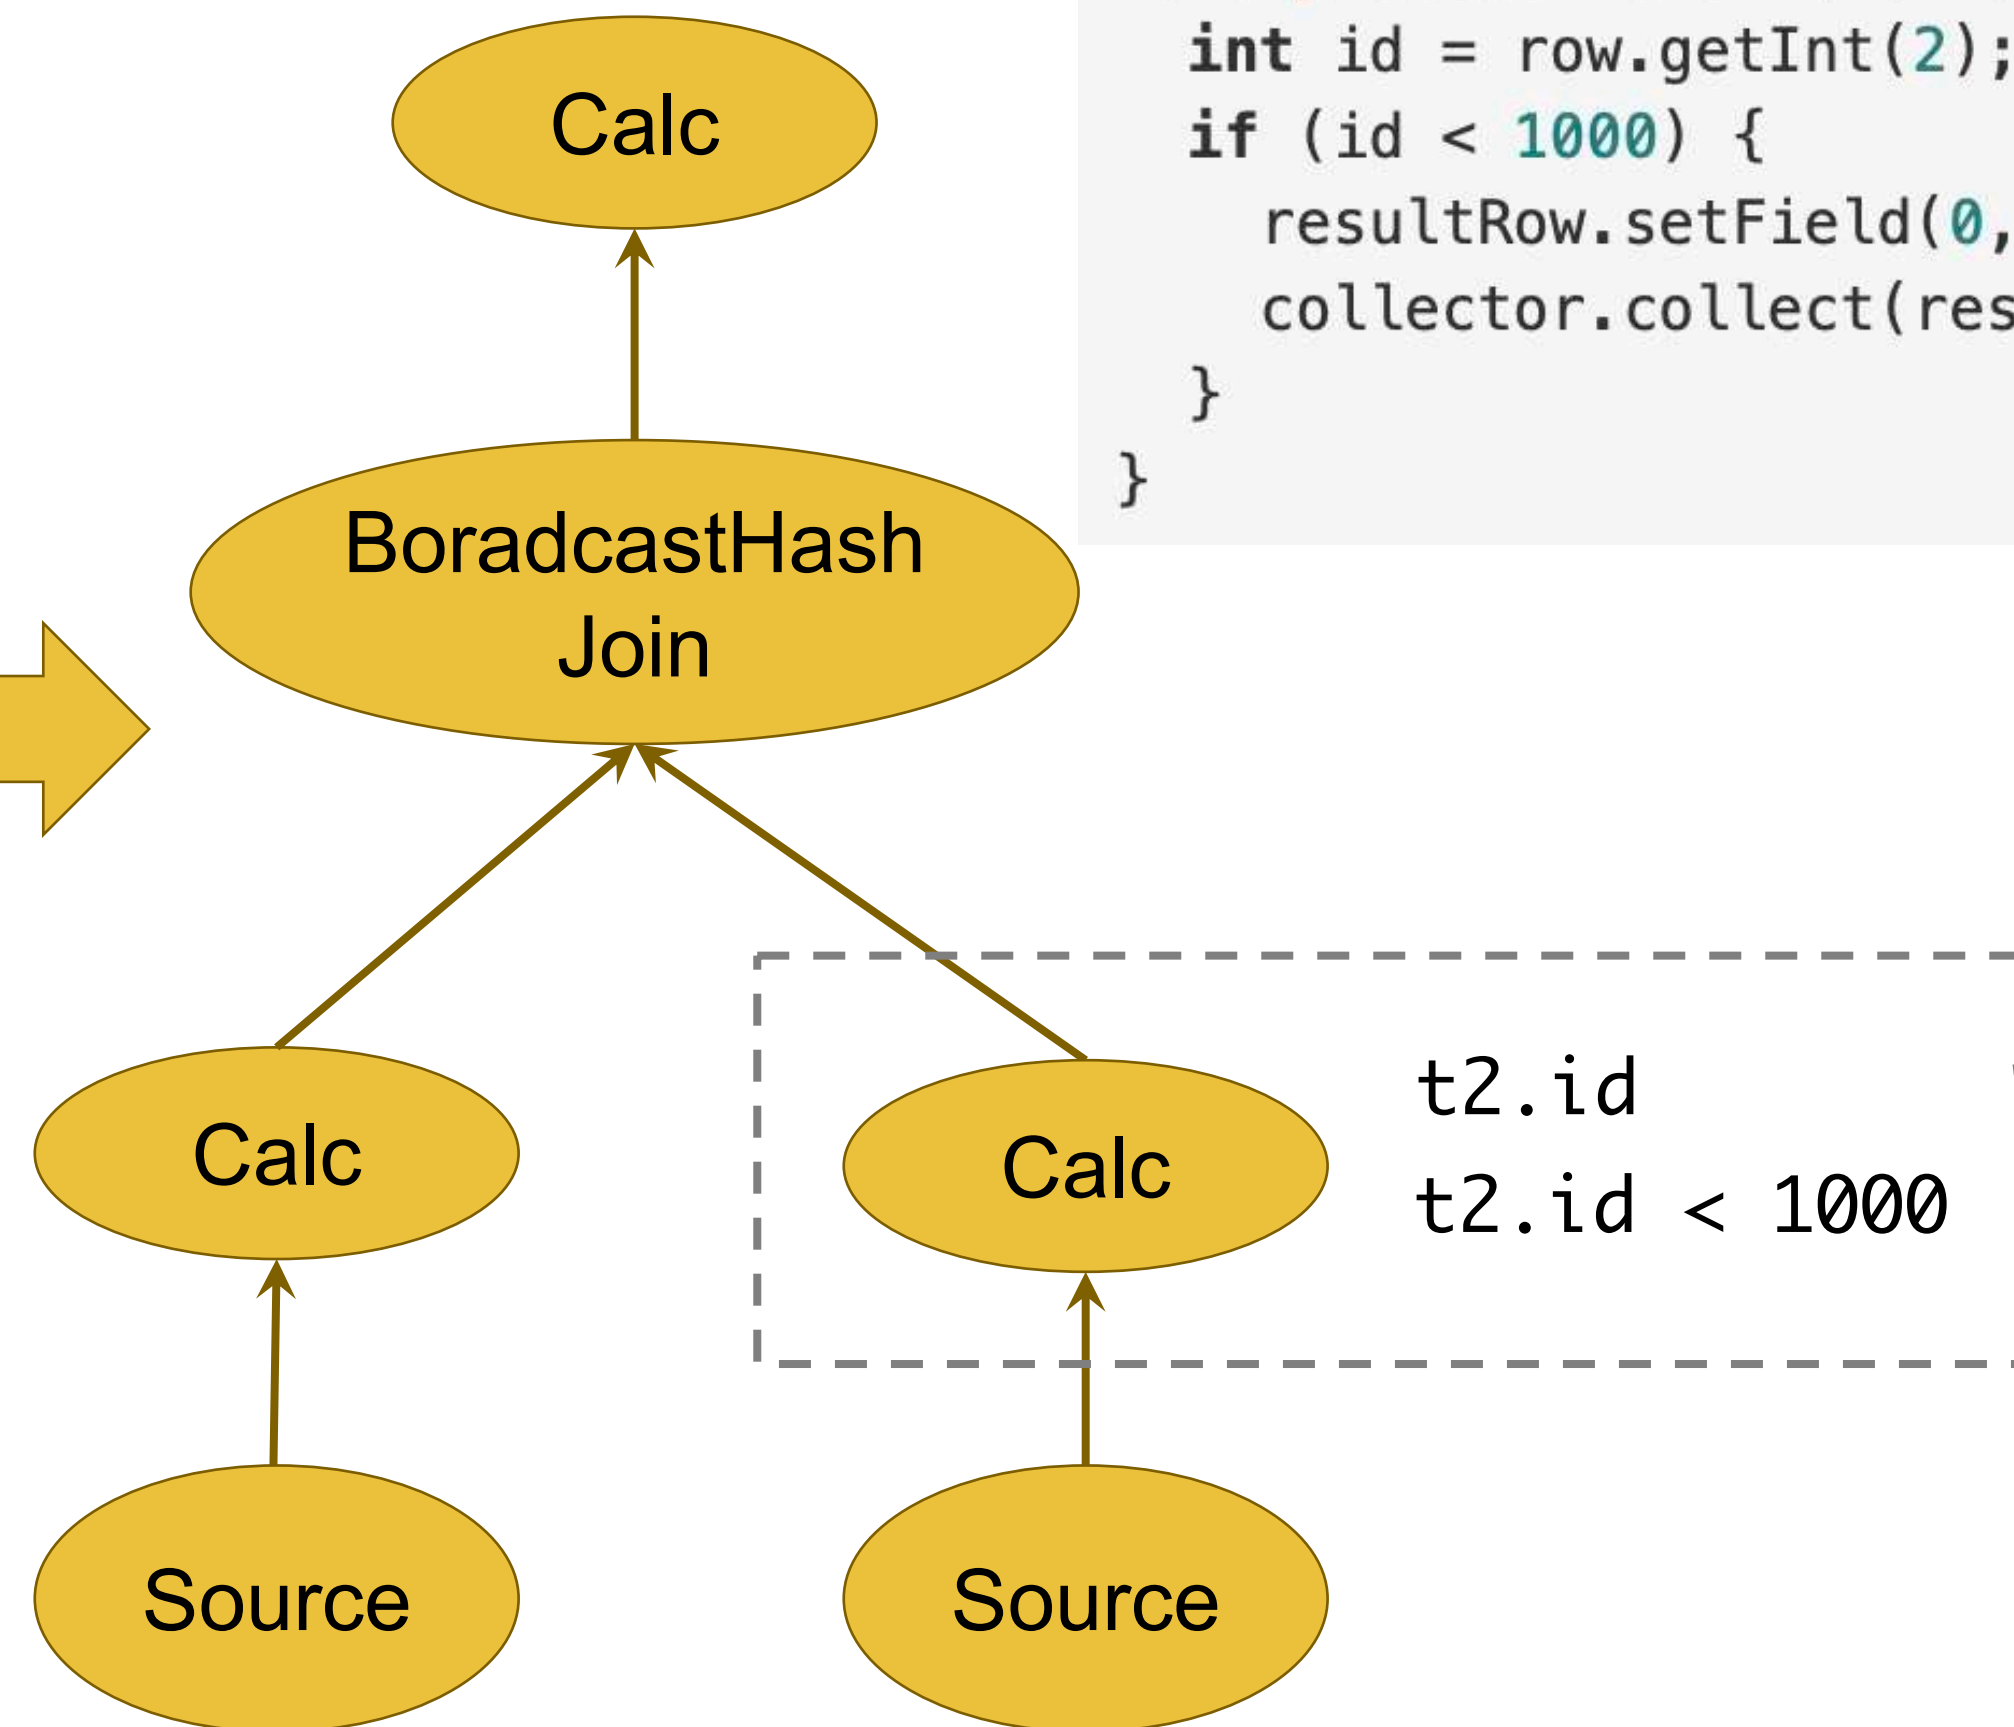 Calc
int id = row.getInt(2);
if (id < 1000) {
resultRow.setField(0,
collector.collect(res
}
}
BoradcastHash
Join
Calc
Calc
t2.id
t2.id < 1000
Source
Source